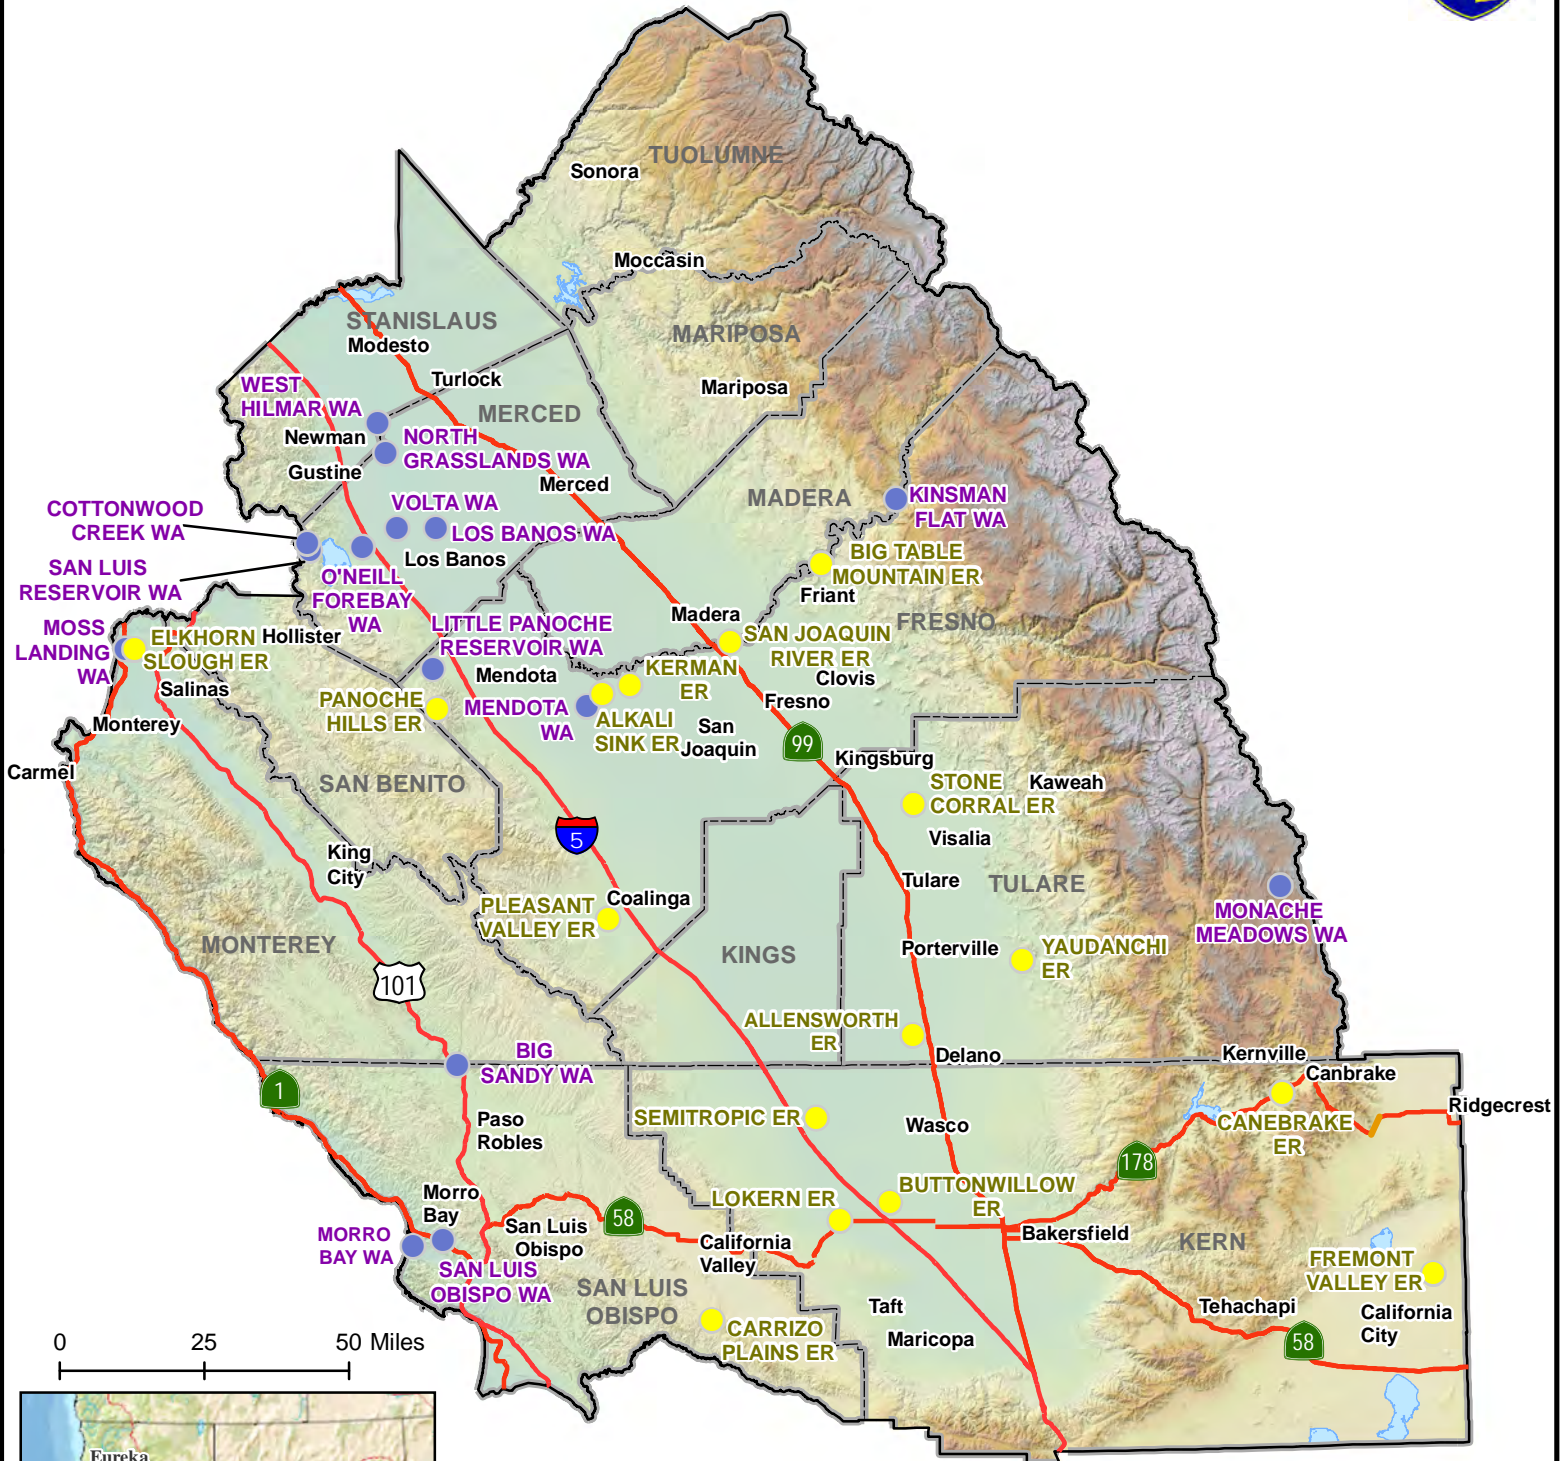 TUOLUMNE
Sonora
Moccasin
STANISLAUS
Modesto
MARIPOSA
Mariposa
Turlock
WEST
HILMAR WA
MERCED
Newman
NORTH
GRASSLANDS WA
Gustine
Merced
MADERA
KINSMAN
FLAT WA
COTTONWOOD
CREEK WA
VOLTA WA
LOS BANOS WA
Los Banos
BIG TABLE
MOUNTAIN ER
SAN LUIS
RESERVOIR WA
O'NEILL
FOREBAY
WA
Friant
FRESNO
MOSS
LANDING
WA
ELKHORN
SLOUGH ER
Hollister
LITTLE PANOCHE
RESERVOIR WA
Madera
SAN JOAQUIN
RIVER ER
Clovis
Salinas
Mendota
KERMAN
ER
PANOCHE
HILLS ER
MENDOTA
WA
ALKALI
SINK ER
San
Joaquin
Fresno
Monterey
99
Kingsburg
Carmel
SAN BENITO
STONE
CORRAL ER
Kaweah
5
Visalia
King
City
Tulare
TULARE
PLEASANT
VALLEY ER
Coalinga
MONACHE
MEADOWS WA
MONTEREY
KINGS
Porterville
YAUDANCHI
ER
101
ALLENSWORTH
ER
Delano
BIG
SANDY WA
Kernville
Canbrake
1
Paso
Robles
SEMITROPIC ER
Wasco
Ridgecrest
CANEBRAKE
ER
178
Morro
Bay
LOKERN ER
BUTTONWILLOW
ER
58
San Luis
Obispo
California
Valley
Bakersfield
KERN
MORRO
BAY WA
SAN LUIS
OBISPO WA
SAN LUIS
OBISPO
FREMONT
VALLEY ER
Taft
Maricopa
Tehachapi
California
City
CARRIZO
PLAINS ER
58
0 25 50 Miles
Eureka